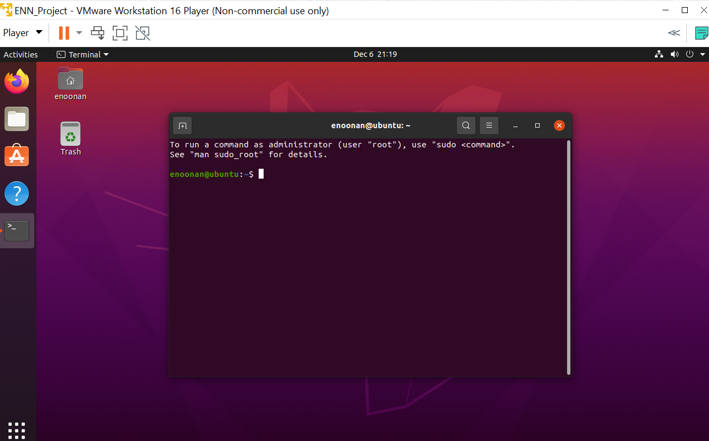 ENN_Project - VMware Workstation 16 Player (Non-commercial use only)
Player
Activities
Terminal
Dec 6 21:19
enoonan
Trash
enoonan@ubuntu: ~
To run a command as administrator (user "root"), use "sudo <command>".
See "man sudo_root" for details.
enoonan@ubuntu:~$